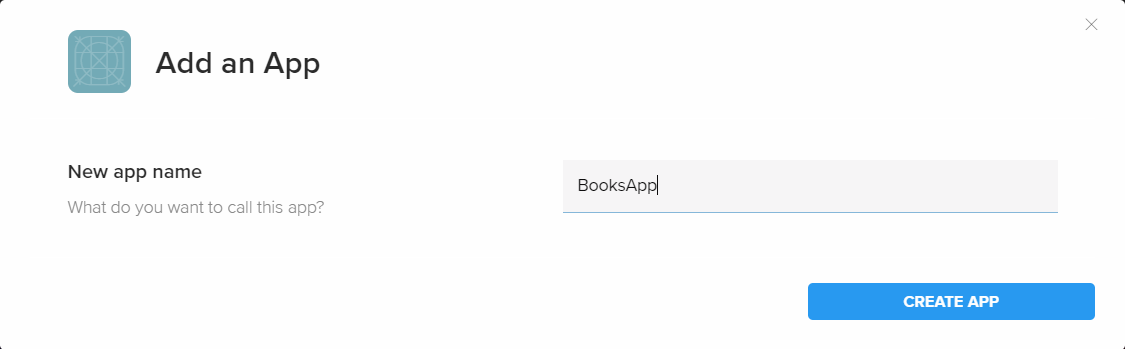 Add an App
New app name
What do you want to call this app?
BooksApp
CREATE APP